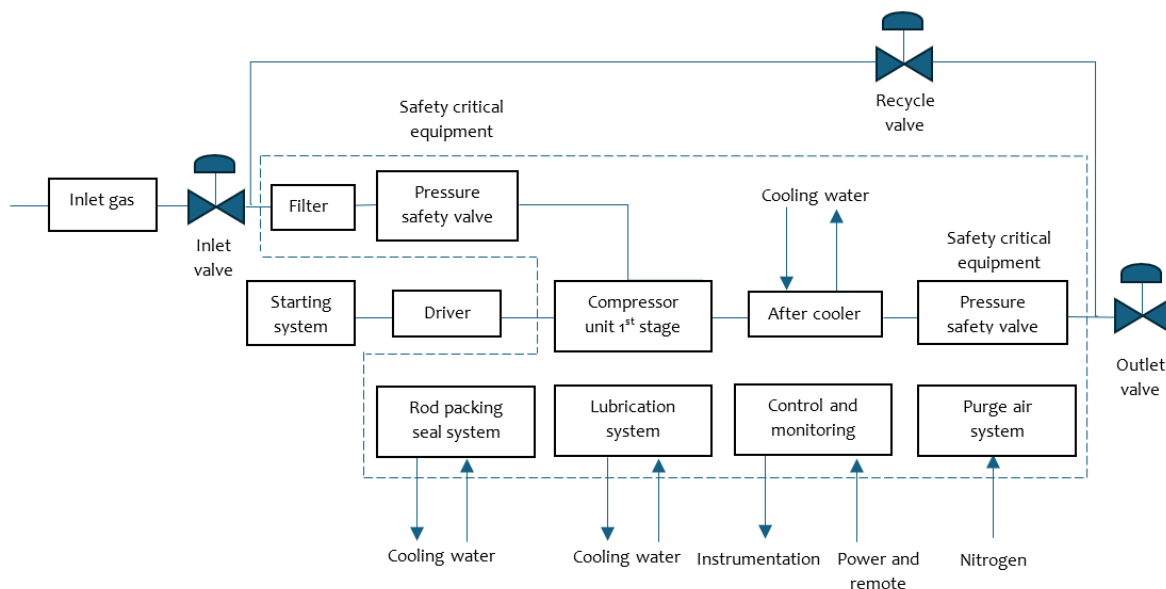 Recycle
valve
Safety critical
equipment
Inlet gas
Inlet
valve
Filter
Pressure
safety valve
Cooling water
Safety critical
equipment
Starting
system
Driver
Compressor
unit 1st stage
After cooler
Pressure
safety valve
Outlet
valve
Rod packing
seal system
Lubrication
system
Control and
monitoring
Purge air
system
Cooling water
Cooling water
Instrumentation
Power and
remote
Nitrogen